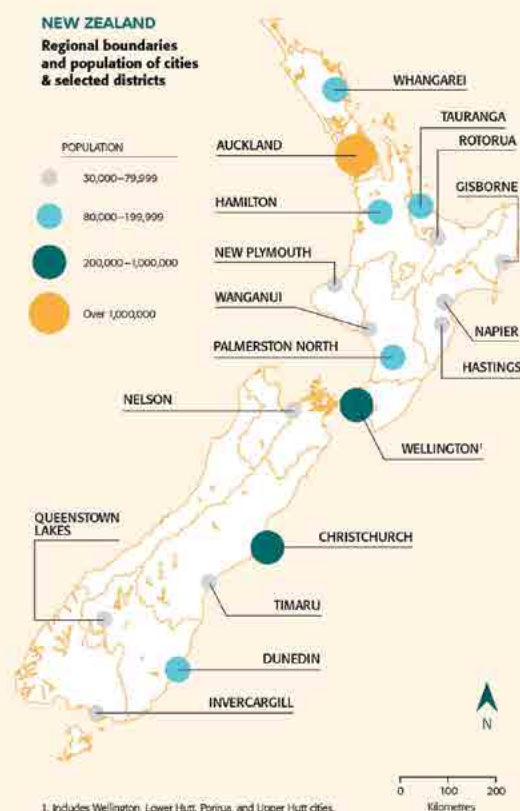 NEW ZEALAND
Regional boundaries
and population of cities
& selected districts
POPULATION
30,000–79,999
80,000–199,999
200,000–1,000,000
Over 1,000,000
WHANGAREI
TAURANGA
AUCKLAND
ROTORUA
GISBORNE
HAMILTON
NEW PLYMOUTH
WANGANUI
NAPIER
PALMERSTON NORTH
HASTINGS
NELSON
WELLINGTON¹
QUEENSTOWN
LAKES
CHRISTCHURCH
TIMARU
DUNEDIN
INVERCARGILL
N
0 100 200
Kilometres
1. Includes Wellington, Lower Hutt, Porirua, and Upper Hutt cities.